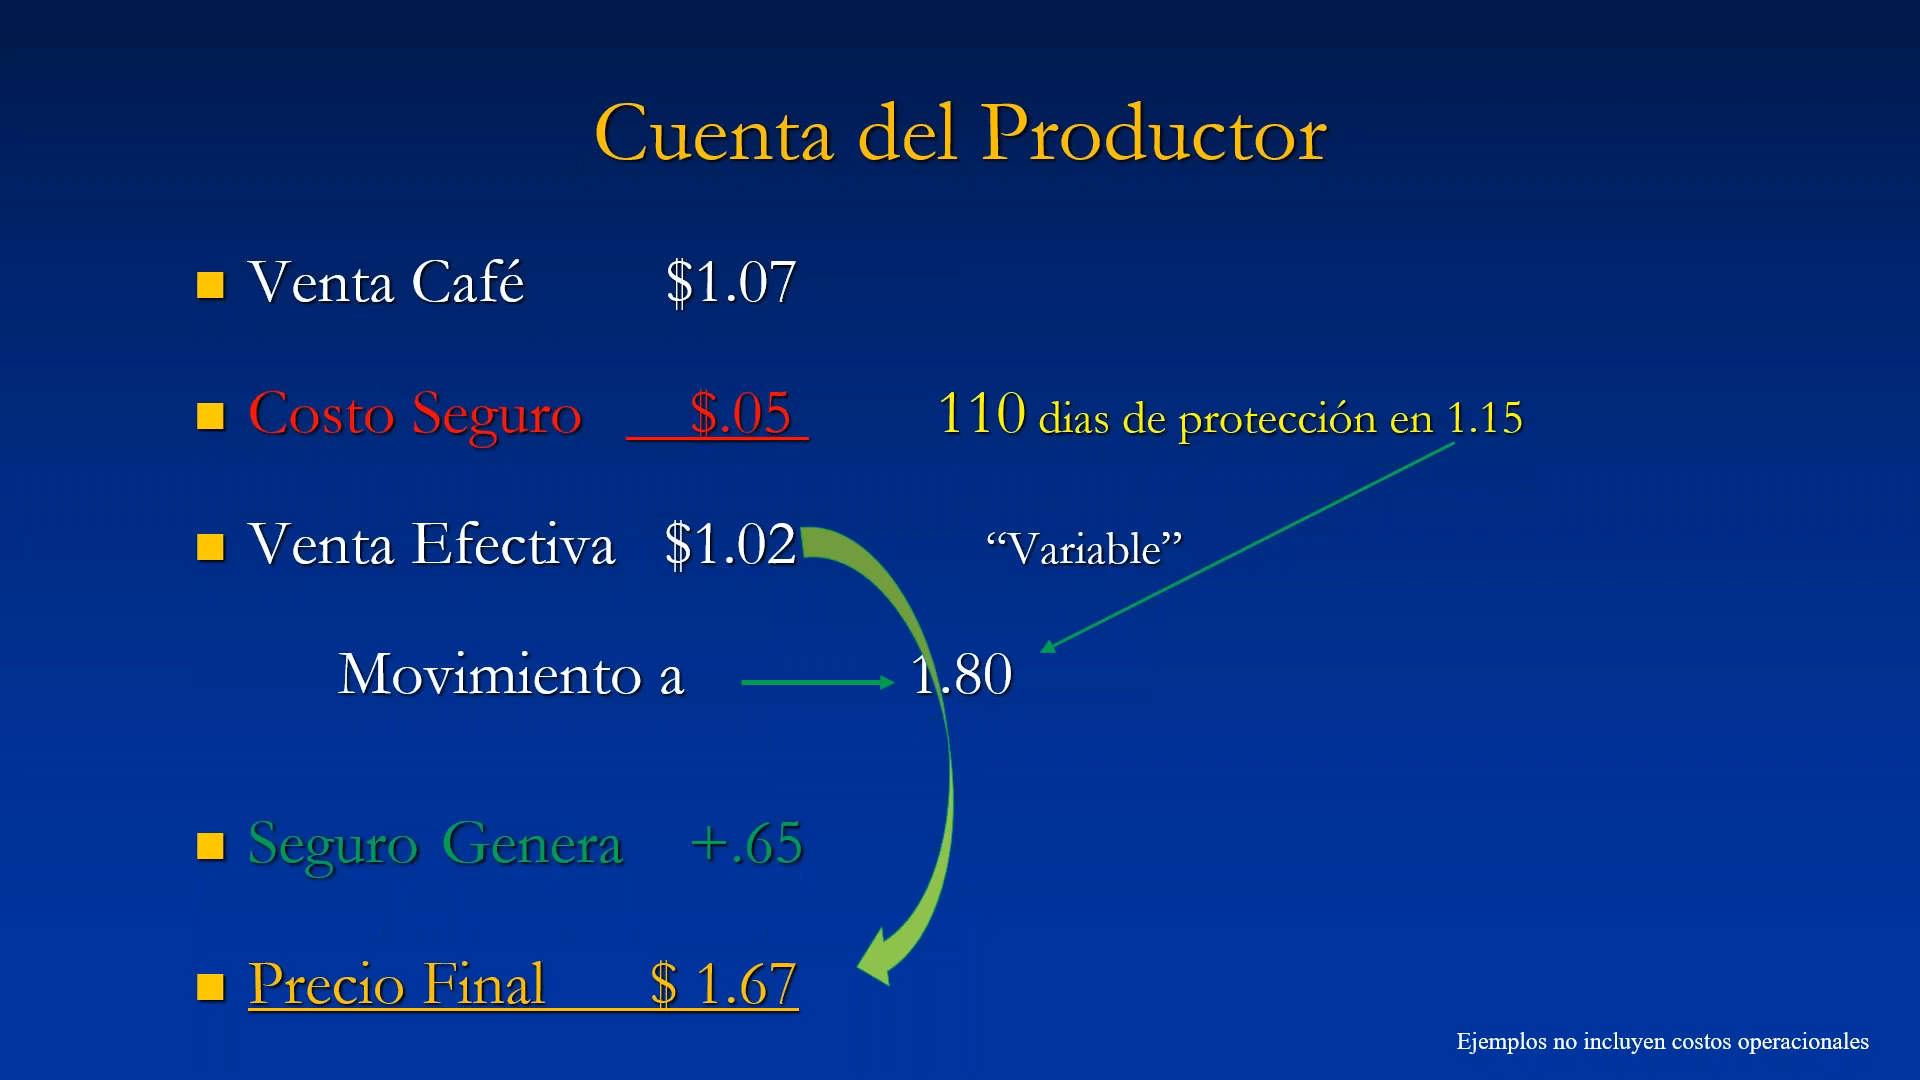 Cuenta del Productor
Venta Café $1.07
Costo Seguro $.05 110 dias de protección en 1.15
Venta Efectiva $1.02 “Variable”
Movimiento a 1.80
Seguro Genera +.65
Precio Final $ 1.67
Ejemplos no incluyen costos operacionales